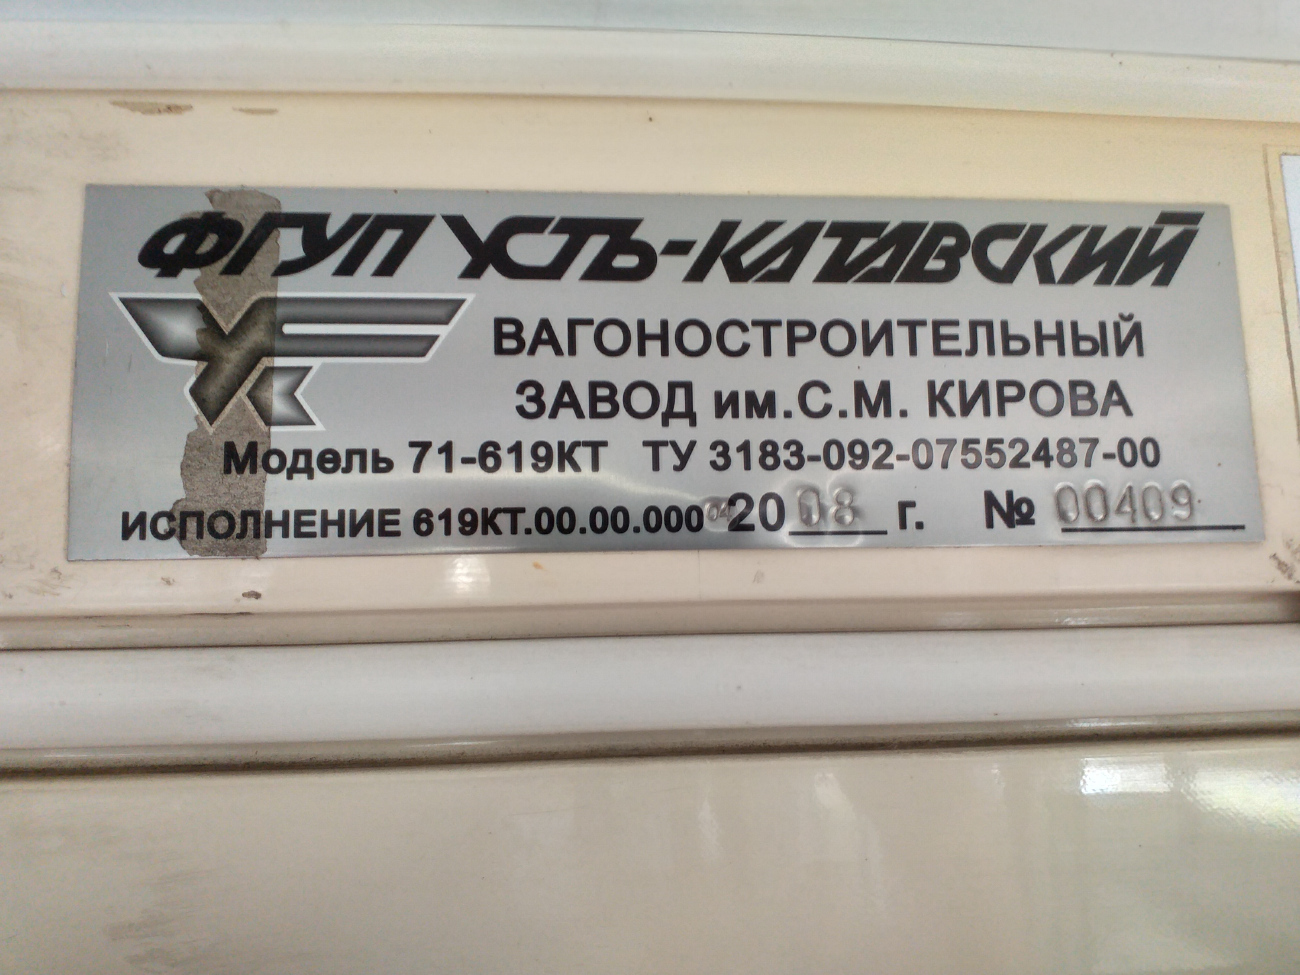 ФГУП УСТЬ-КАТАВСКИЙ
ВАГОНОСТРОИТЕЛЬНЫЙ
ЗАВОД им.С.М. КИРОВА
Модель 71-619КТ ТУ 3183-092-07552487-00
ИСПОЛНЕНИЕ 619КТ.00.00.000 04 2008 г. № 00409